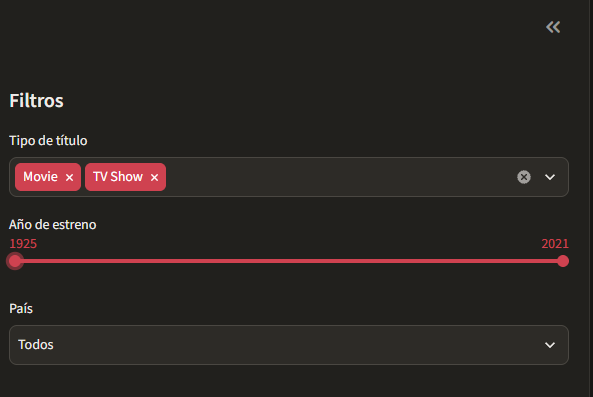 Filtros
Tipo de título
Movie × TV Show ×
Año de estreno
1925 2021
País
Todos